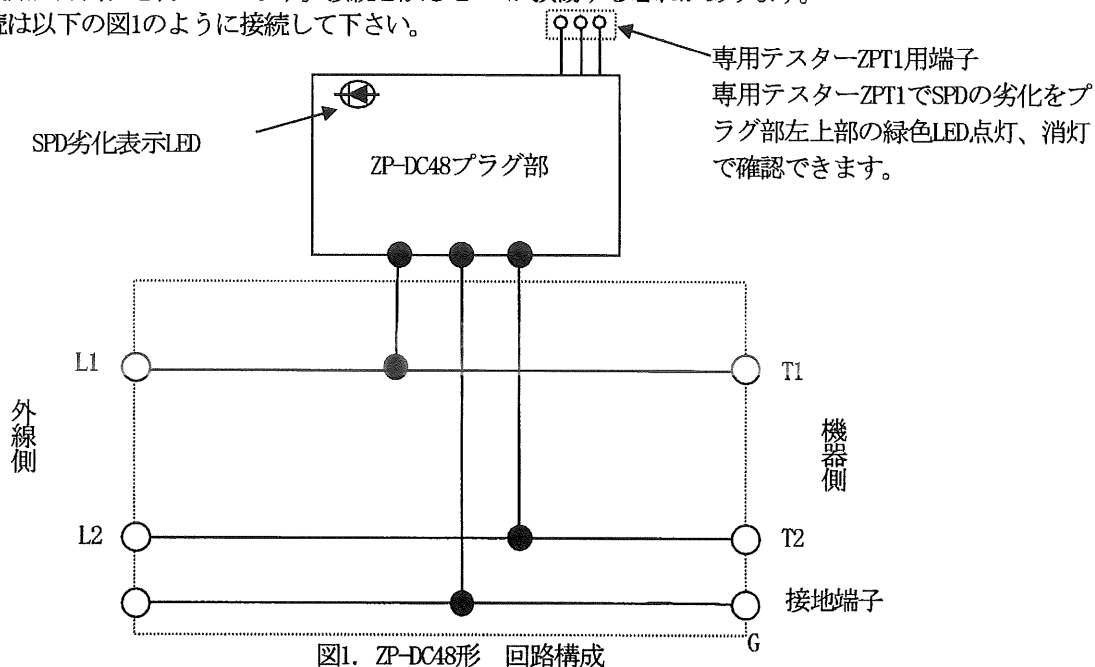 続は以下の図1のように接続して下さい。
専用テスターZPT1用端子
専用テスターZPT1でSPDの劣化をプ
ラグ部左上部の緑色LED点灯、消灯
で確認できます。
SPD劣化表示LED
ZP-DC48プラグ部
L1
T1
外線側
機器側
L2
T2
接地端子
G
図1. ZP-DC48形 回路構成